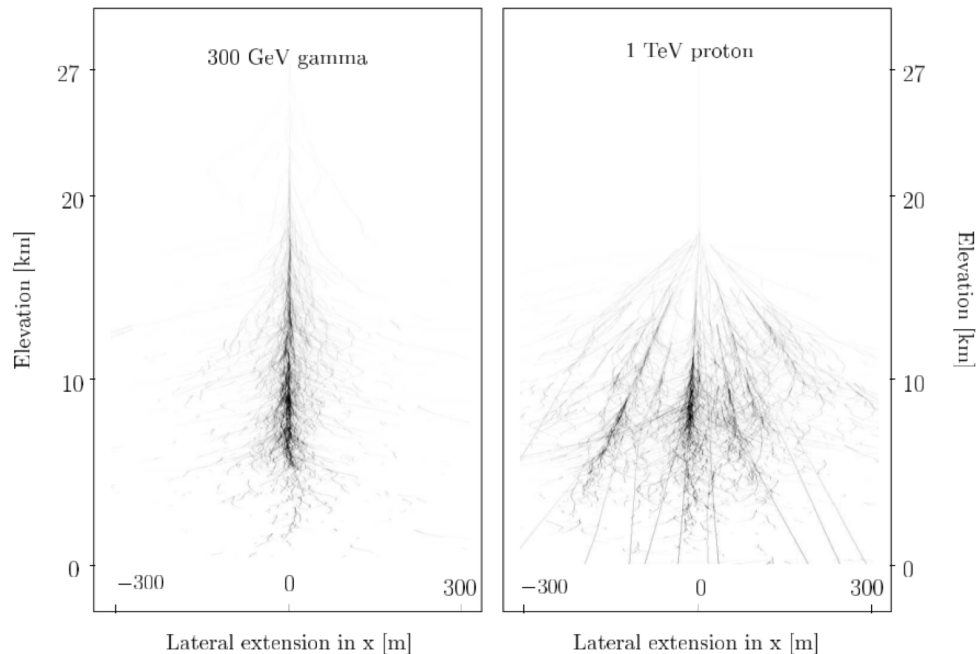 300 GeV gamma
27
20
10
0
Elevation [km]
−300 0 300
Lateral extension in x [m]
1 TeV proton
27
20
10
0
Elevation [km]
−300 0 300
Lateral extension in x [m]